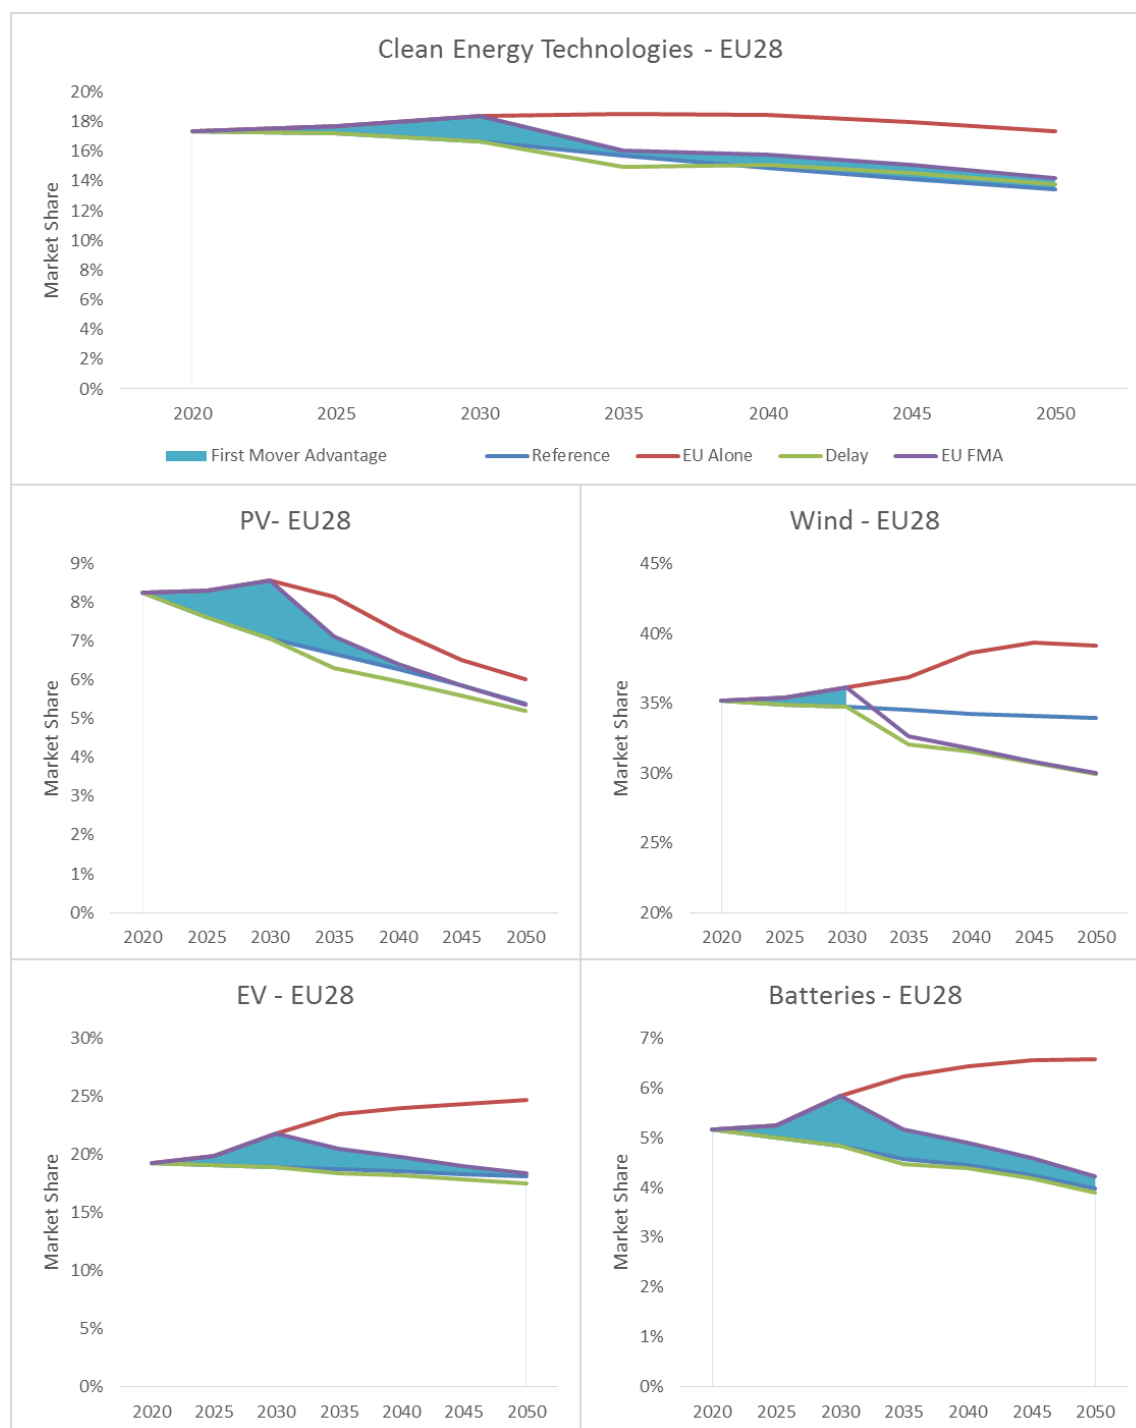 Clean Energy Technologies - EU28
Market Share
20%
18%
16%
14%
12%
10%
8%
6%
4%
2%
0%
2020 2025 2030 2035 2040 2045 2050
First Mover Advantage Reference EU Alone Delay EU FMA
PV- EU28
Market Share
9%
8%
7%
6%
5%
4%
3%
2%
1%
0%
2020 2025 2030 2035 2040 2045 2050
Wind - EU28
Market Share
45%
40%
35%
30%
25%
20%
2020 2025 2030 2035 2040 2045 2050
EV - EU28
Market Share
30%
25%
20%
15%
10%
5%
0%
2020 2025 2030 2035 2040 2045 2050
Batteries - EU28
Market Share
7%
6%
5%
4%
3%
2%
1%
0%
2020 2025 2030 2035 2040 2045 2050